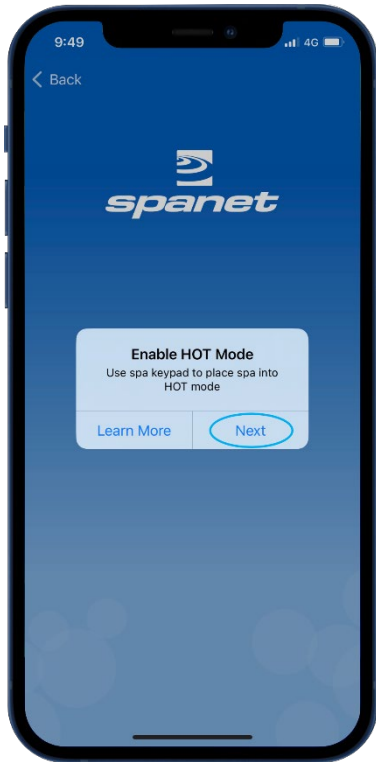 9:49
4G
Back
spanet
Enable HOT Mode
Use spa keypad to place spa into
HOT mode
Learn More
Next